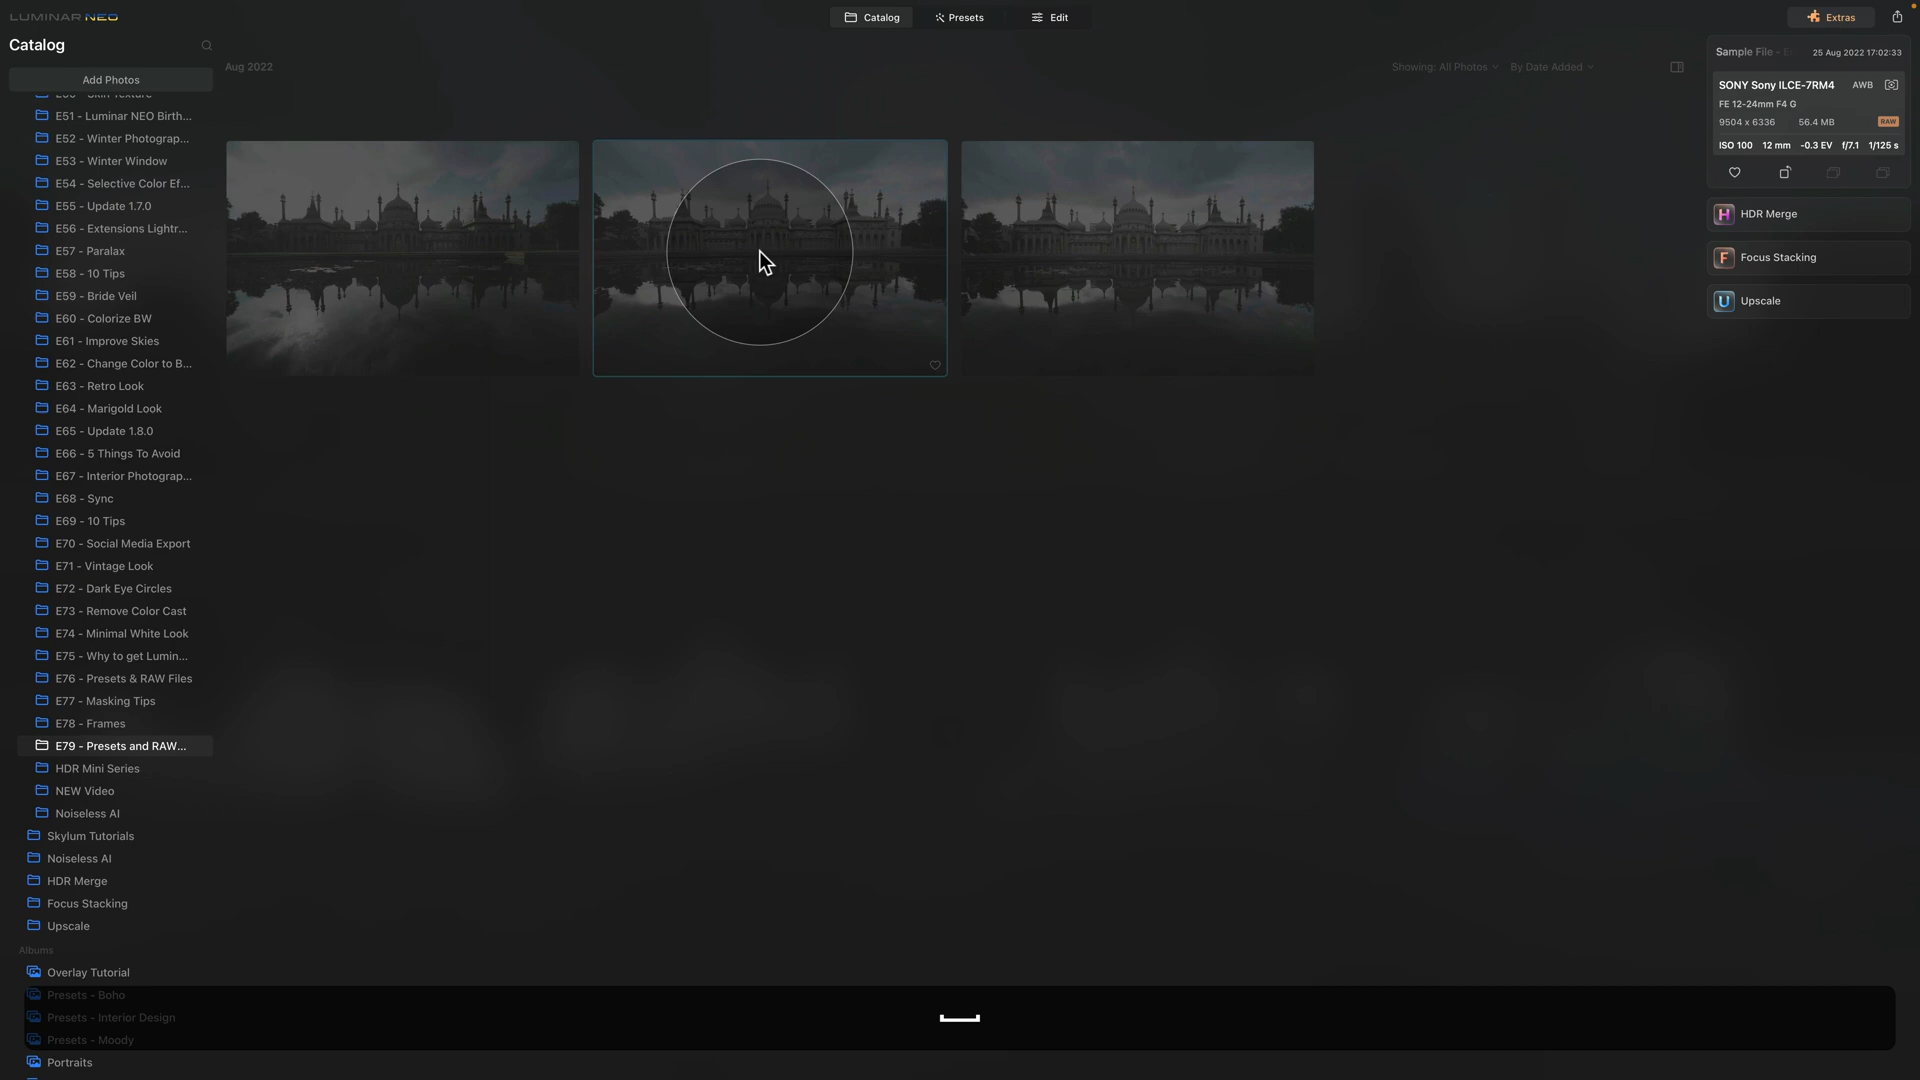 LUMINAR NEO
Catalog
Presets
Edit
Extras
Catalog
Add Photos
E51 - Luminar NEO Birth...
E52 - Winter Photograp...
E53 - Winter Window
E54 - Selective Color Ef...
E55 - Update 1.7.0
E56 - Extensions Lightr...
E57 - Paralax
E58 - 10 Tips
E59 - Bride Veil
E60 - Colorize BW
E61 - Improve Skies
E62 - Change Color to B...
E63 - Retro Look
E64 - Marigold Look
E65 - Update 1.8.0
E66 - 5 Things To Avoid
E67 - Interior Photograp...
E68 - Sync
E69 - 10 Tips
E70 - Social Media Export
E71 - Vintage Look
E72 - Dark Eye Circles
E73 - Remove Color Cast
E74 - Minimal White Look
E75 - Why to get Lumin...
E76 - Presets & RAW Files
E77 - Masking Tips
E78 - Frames
E79 - Presets and RAW...
HDR Mini Series
NEW Video
Noiseless AI
Skylum Tutorials
Noiseless AI
HDR Merge
Focus Stacking
Upscale
Albums
Overlay Tutorial
Presets - Boho
Presets - Interior Design
Presets - Moody
Portraits
Aug 2022
Showing: All Photos
By Date Added
Sample File -
25 Aug 2022 17:02:33
SONY Sony ILCE-7RM4
AWB
FE 12-24mm F4 G
9504 x 6336
56.4 MB
RAW
ISO 100
12 mm
-0.3 EV
f/7.1
1/125 s
H
HDR Merge
F
Focus Stacking
U
Upscale